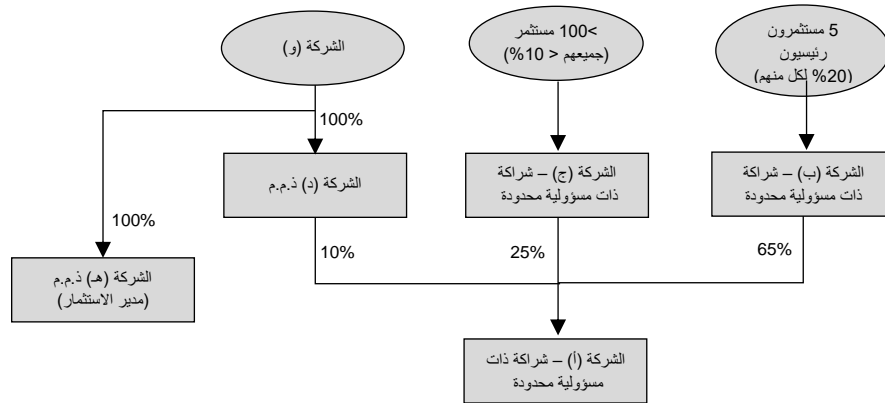 الشركة (و)
>100 مستثمر
(جميعهم < 10%)
5 مستثمرون
رئيسيون
(20% لكل منهم)
100%
الشركة (د) ذ.م.م
الشركة (ج) – شراكة
ذات مسؤولية محدودة
الشركة (ب) – شراكة
ذات مسؤولية محدودة
100%
10%
25%
65%
الشركة (هـ) ذ.م.م
(مدير الاستثمار)
الشركة (أ) – شراكة ذات
مسؤولية محدودة